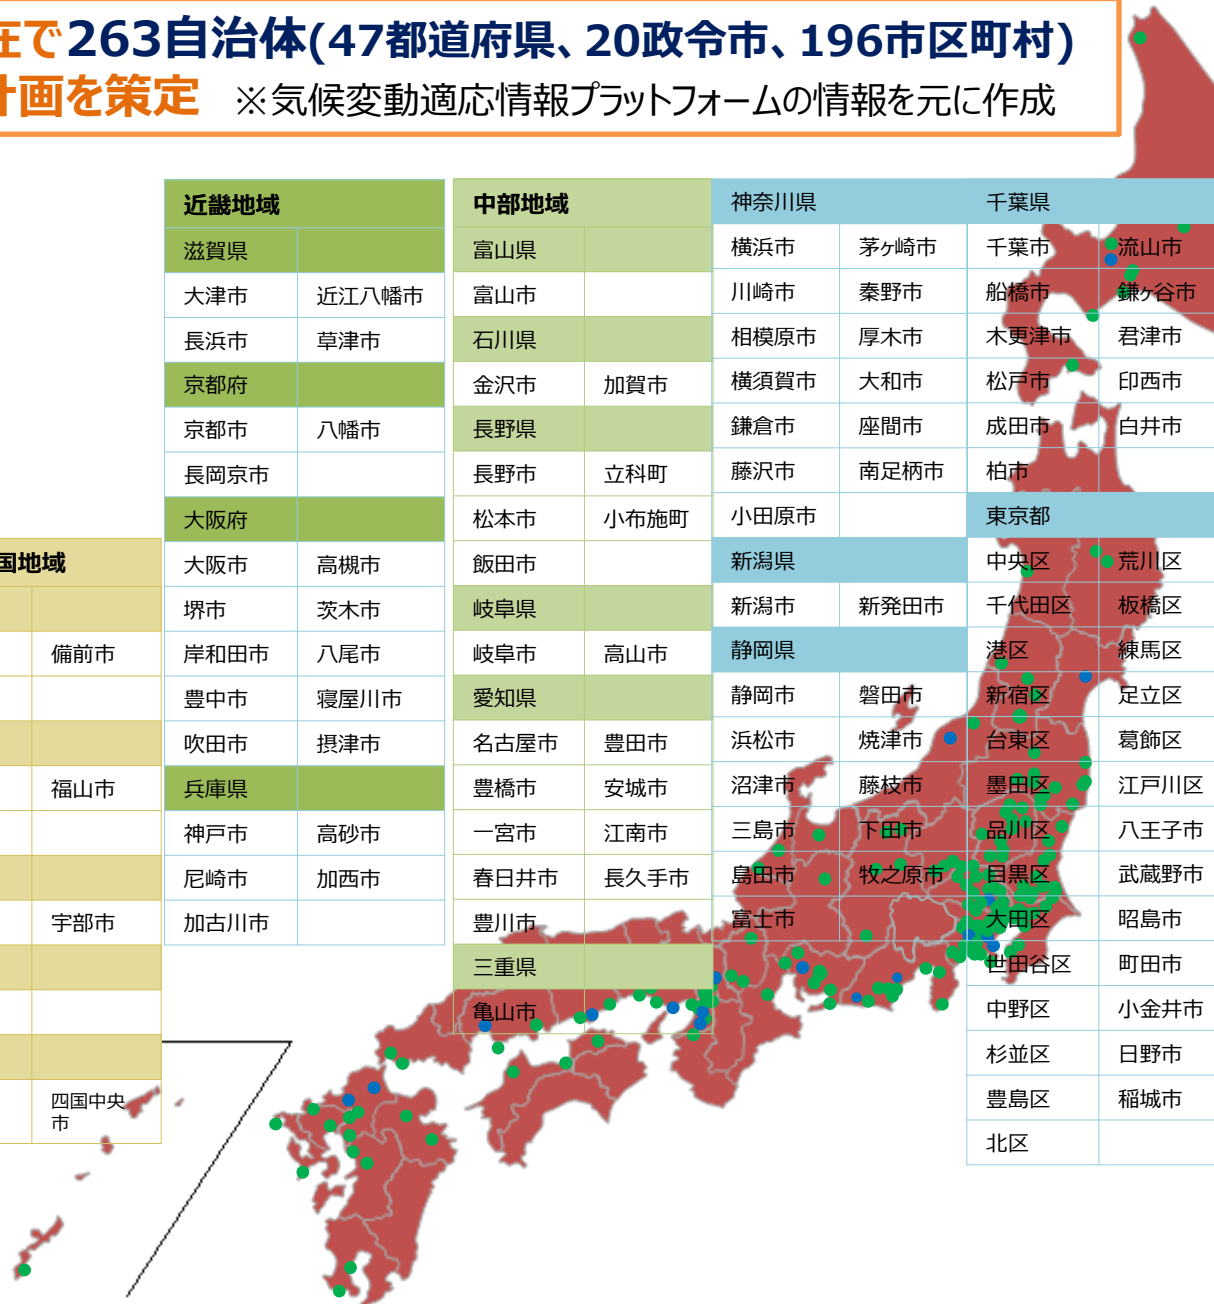 在で263自治体(47都道府県、20政令市、196市区町村)
計画を策定 ※気候変動適応情報プラットフォームの情報を元に作成
国地域
備前市
福山市
宇部市
四国中央
市
近畿地域
滋賀県
大津市 近江八幡市
長浜市 草津市
京都府
京都市 八幡市
長岡京市
大阪府
大阪市 高槻市
堺市 茨木市
岸和田市 八尾市
豊中市 寝屋川市
吹田市 摂津市
兵庫県
神戸市 高砂市
尼崎市 加西市
加古川市
中部地域
富山県
富山市
石川県
金沢市 加賀市
長野県
長野市 立科町
松本市 小布施町
飯田市
岐阜県
岐阜市 高山市
愛知県
名古屋市 豊田市
豊橋市 安城市
一宮市 江南市
春日井市 長久手市
豊川市
三重県
亀山市
神奈川県
横浜市 茅ヶ崎市
川崎市 秦野市
相模原市 厚木市
横須賀市 大和市
鎌倉市 座間市
藤沢市 南足柄市
小田原市
新潟県
新潟市 新発田市
静岡県
静岡市 磐田市
浜松市 焼津市
沼津市 藤枝市
三島市 下田市
島田市 牧之原市
富士市
千葉県
千葉市 流山市
船橋市 鎌ヶ谷市
木更津市 君津市
松戸市 印西市
成田市 白井市
柏市
東京都
中央区 荒川区
千代田区 板橋区
港区 練馬区
新宿区 足立区
台東区 葛飾区
墨田区 江戸川区
品川区 八王子市
目黒区 武蔵野市
大田区 昭島市
世田谷区 町田市
中野区 小金井市
杉並区 日野市
豊島区 稲城市
北区